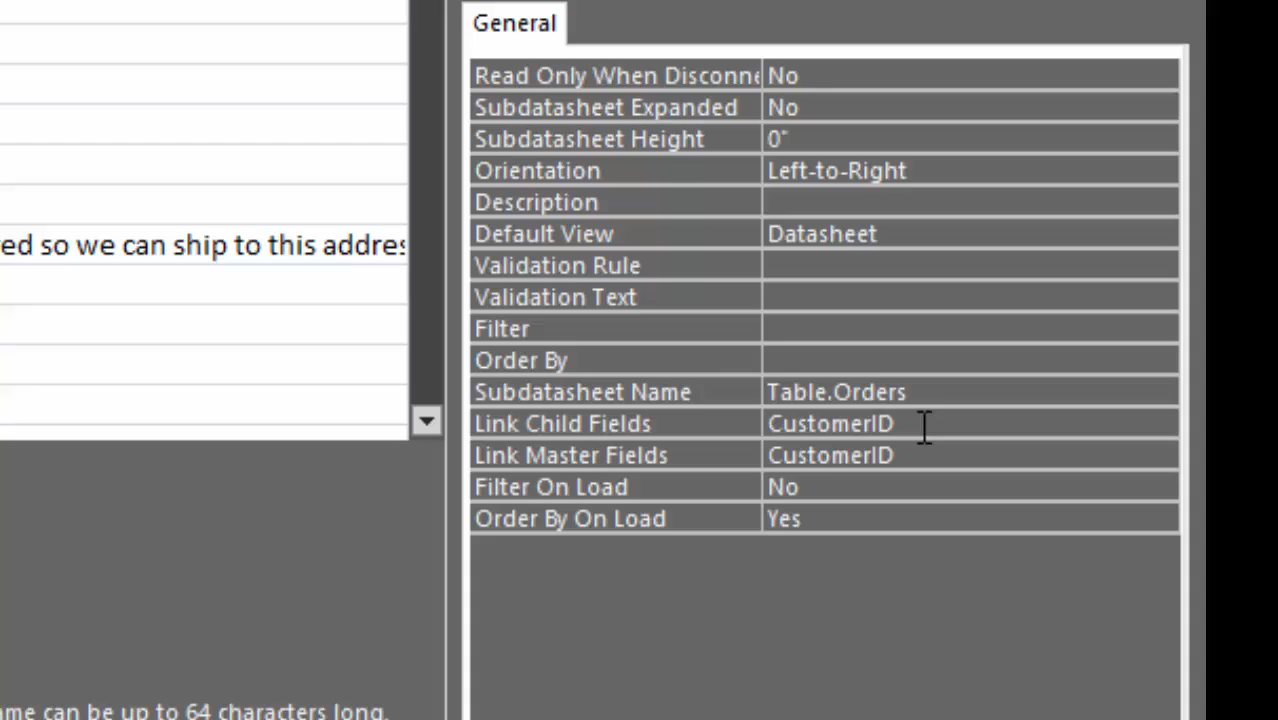 General
Read Only When Disconne No
Subdatasheet Expanded No
Subdatasheet Height 0"
Orientation Left-to-Right
Description
Default View Datasheet
ed so we can ship to this addres
Validation Rule
Validation Text
Filter
Order By
Subdatasheet Name Table.Orders
Link Child Fields CustomerID
Link Master Fields CustomerID
Filter On Load No
Order By On Load Yes
ame can be up to 64 characters long,